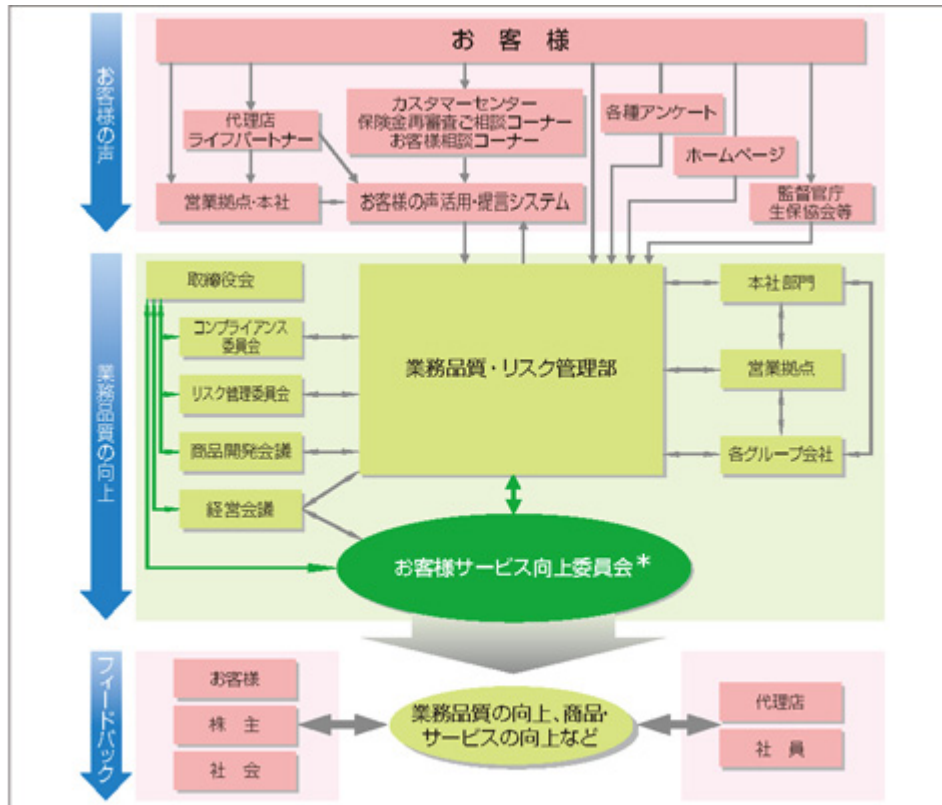 お客様の声
お 客 様
代理店
ライフパートナー
カスタマーセンター
保険金再審査ご相談コーナー
お客様相談コーナー
各種アンケート
ホームページ
営業拠点・本社
お客様の声活用・提言システム
監督官庁
生保協会等
業務品質の向上
取締役会
コンプライアンス
委員会
リスク管理委員会
商品開発会議
経営会議
業務品質・リスク管理部
本社部門
営業拠点
各グループ会社
お客様サービス向上委員会*
フィードバック
お客様
株 主
社 会
業務品質の向上、商品・
サービスの向上など
代理店
社 員